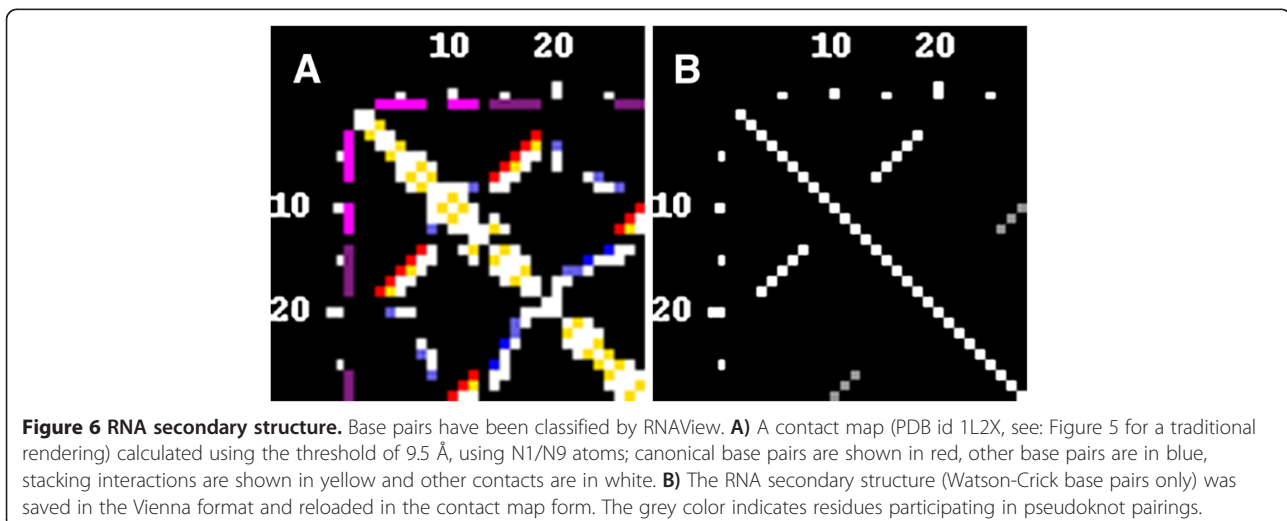 A
10 20
10
20
B
10 20
10
20
Figure 6 RNA secondary structure. Base pairs have been classified by RNAView. A) A contact map (PDB id 1L2X, see: Figure 5 for a traditional
rendering) calculated using the threshold of 9.5 Å, using N1/N9 atoms; canonical base pairs are shown in red, other base pairs are in blue,
stacking interactions are shown in yellow and other contacts are in white. B) The RNA secondary structure (Watson-Crick base pairs only) was
saved in the Vienna format and reloaded in the contact map form. The grey color indicates residues participating in pseudoknot pairings.